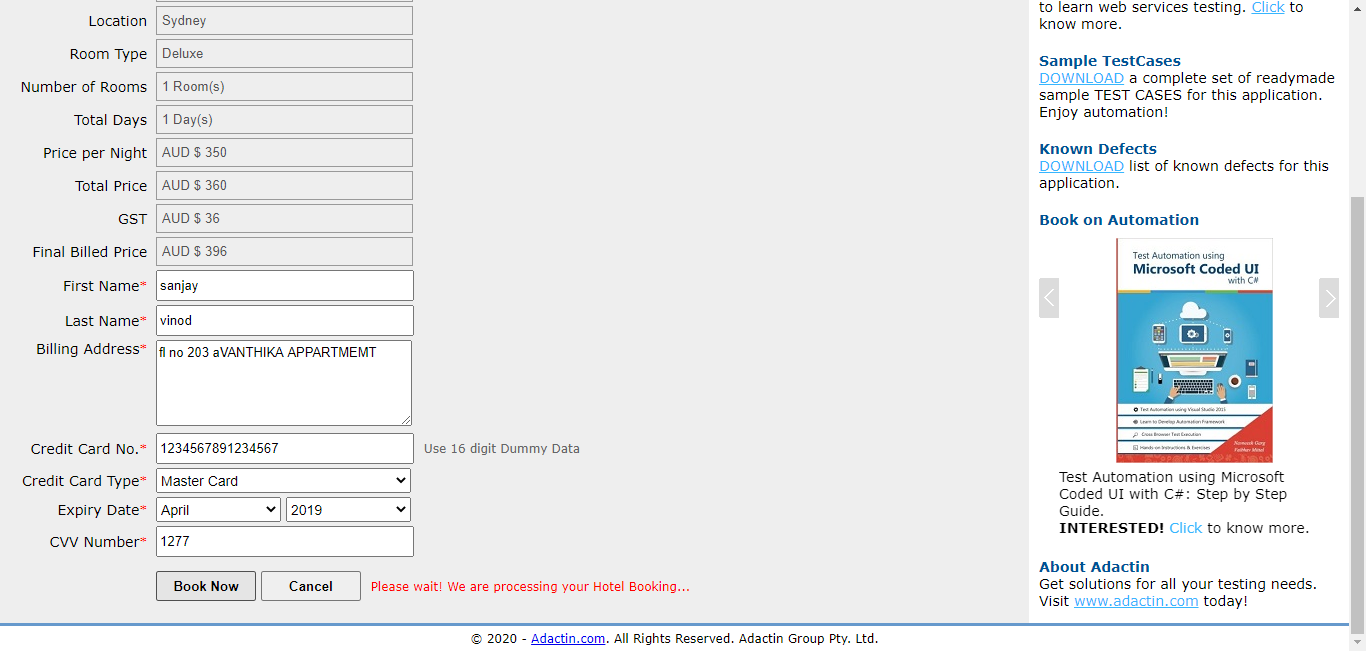 Location Sydney
Room Type Deluxe
Number of Rooms 1 Room(s)
Total Days 1 Day(s)
Price per Night AUD $ 350
Total Price AUD $ 360
GST AUD $ 36
Final Billed Price AUD $ 396
First Name* sanjay
Last Name* vinod
Billing Address* fl no 203 aVANTHIKA APPARTMEMT
Credit Card No.* 1234567891234567 Use 16 digit Dummy Data
Credit Card Type* Master Card
Expiry Date* April 2019
CVV Number* 1277
Book Now Cancel Please wait! We are processing your Hotel Booking...
to learn web services testing. Click to
know more.
Sample TestCases
DOWNLOAD a complete set of readymade
sample TEST CASES for this application.
Enjoy automation!
Known Defects
DOWNLOAD list of known defects for this
application.
Book on Automation
Test Automation using
Microsoft Coded UI
with C#
Test Automation using Visual Studio 2015
Learn to Develop Automation Framework
Cross Browser Test Execution
Hands-on Instructions & Exercises
Navneesh Garg
Vaibhav Mittal
Test Automation using Microsoft
Coded UI with C#: Step by Step
Guide.
INTERESTED! Click to know more.
About Adactin
Get solutions for all your testing needs.
Visit www.adactin.com today!
© 2020 - Adactin.com. All Rights Reserved. Adactin Group Pty. Ltd.